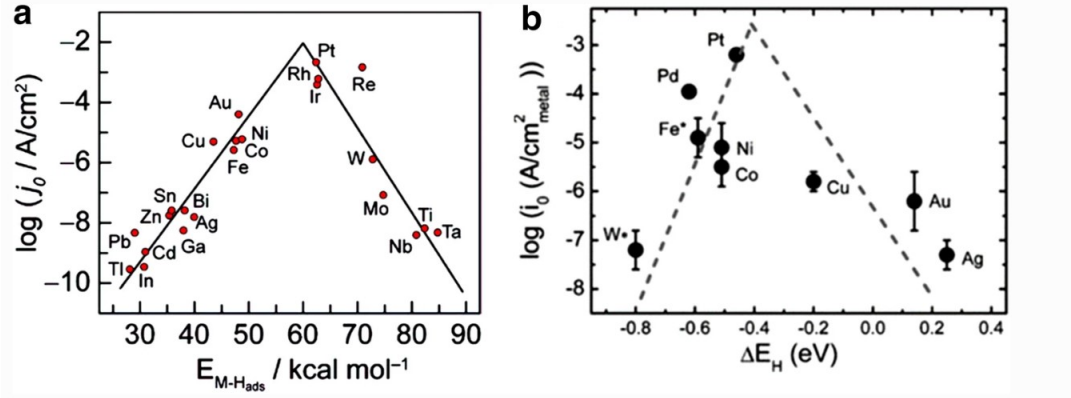 a
log (j0 / A/cm2)
−2
−4
−6
−8
−10
Pt
Rh
Ir
Re
Au
Cu
Ni
Co
Fe
W
Mo
Sn
Bi
Zn
Ag
Ga
Pb
Cd
Tl
In
Ti
Nb
Ta
30 40 50 60 70 80 90
EM-Hads / kcal mol−1
b
log (i0 (A/cm2metal))
-3
-4
-5
-6
-7
-8
Pt
Pd
Fe*
Ni
Co
Cu
Au
W*
Ag
-0.8 -0.6 -0.4 -0.2 0.0 0.2 0.4
ΔEH (eV)